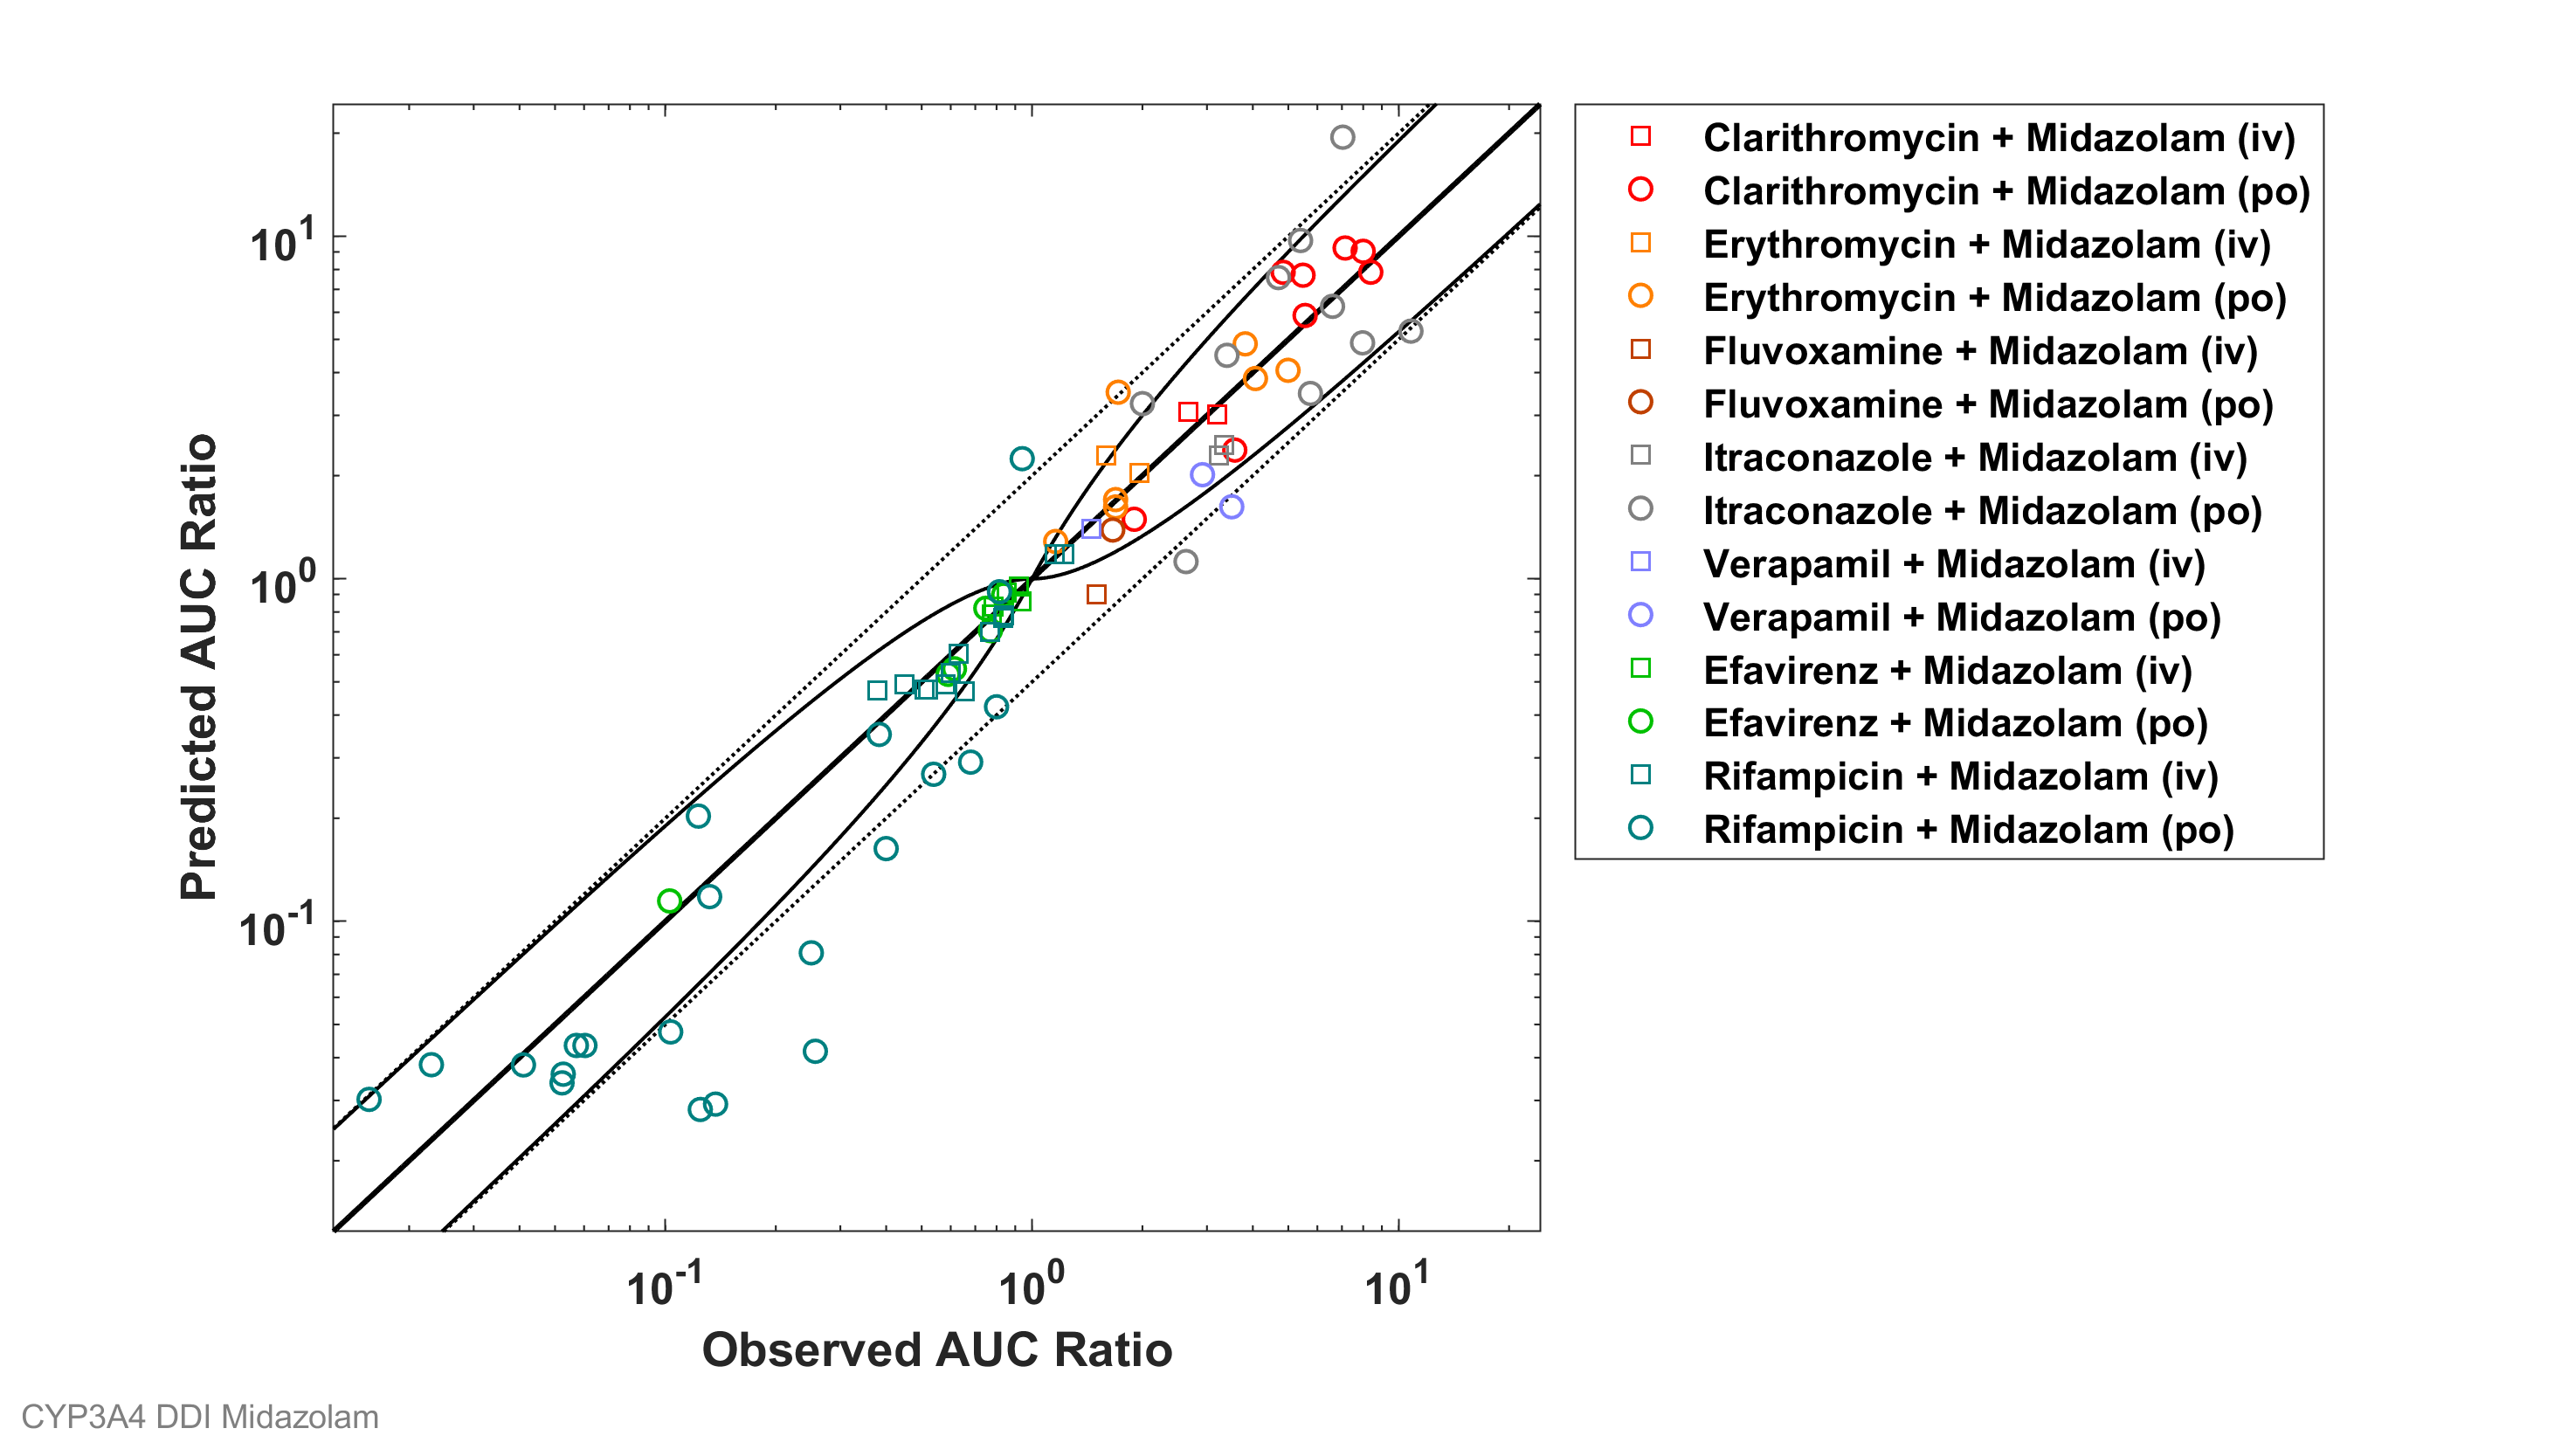 Clarithromycin + Midazolam (iv)
Clarithromycin + Midazolam (po)
Erythromycin + Midazolam (iv)
Erythromycin + Midazolam (po)
Fluvoxamine + Midazolam (iv)
Fluvoxamine + Midazolam (po)
Itraconazole + Midazolam (iv)
Itraconazole + Midazolam (po)
Verapamil + Midazolam (iv)
Verapamil + Midazolam (po)
Efavirenz + Midazolam (iv)
Efavirenz + Midazolam (po)
Rifampicin + Midazolam (iv)
Rifampicin + Midazolam (po)
Predicted AUC Ratio
10^1
10^0
10^-1
10^-1 10^0 10^1
Observed AUC Ratio
CYP3A4 DDI Midazolam